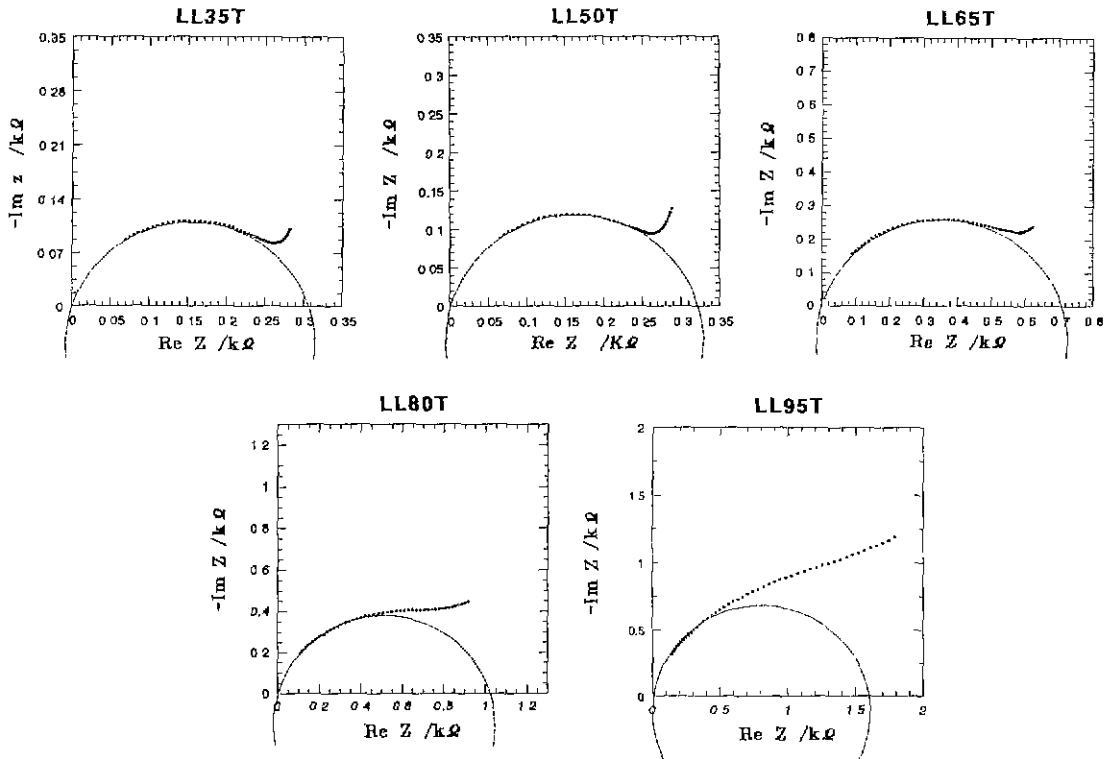 LL35T
0 35
0 28
0 21
0 14
0 07
0
-Im z /kΩ
0 0 05 0 1 0 15 0 2 0 25 0 3 0 35
Re Z /kΩ
LL50T
0 35
0 3
0 25
0 2
0 15
0 1
0 05
0
-Im Z /kΩ
0 0 05 0 1 0 15 0 2 0 25 0 3 0 35
Re Z /KΩ
LL65T
0 8
0 7
0 6
0 5
0 4
0 3
0 2
0 1
0
-Im Z /kΩ
0 0 1 0 2 0 3 0 4 0 5 0 6 0 7 0 8
Re Z /kΩ
LL80T
1 2
1
0 8
0 6
0 4
0 2
0
-Im Z /kΩ
0 0 2 0 4 0 6 0 8 1 1 2
Re Z /kΩ
LL95T
2
1 5
1
0 5
0
-Im Z /kΩ
0 0 5 1 1 5 2
Re Z /kΩ